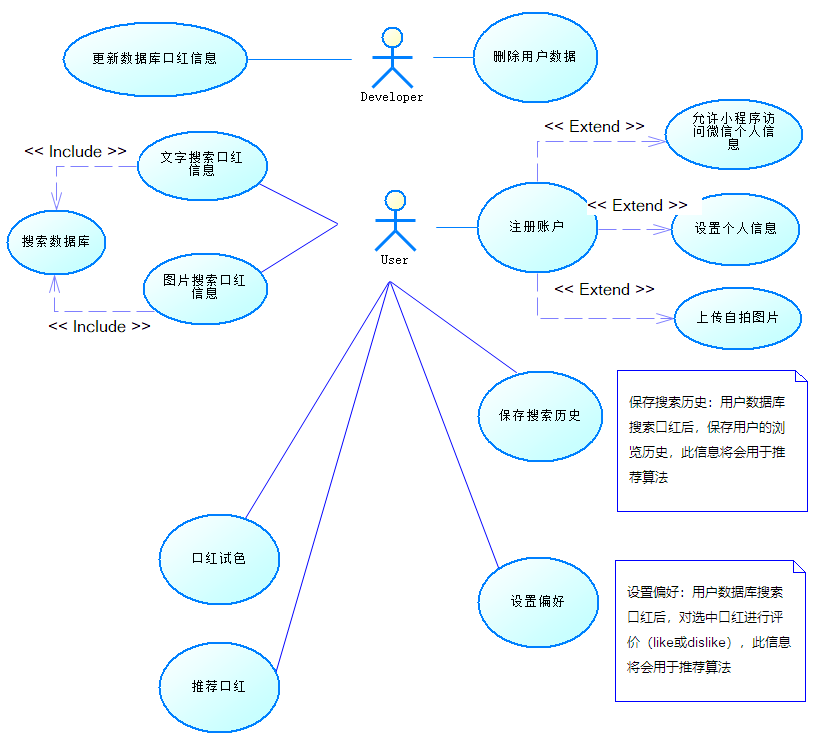 更新数据库口红信息
删除用户数据
Developer
<< Extend >>
允许小程序访
问微信个人信
息
<< Include >>
文字搜索口红
信息
<< Extend >>
搜索数据库
注册账户
设置个人信息
User
图片搜索口红
信息
<< Extend >>
<< Include >>
上传自拍图片
保存搜索历史
保存搜索历史：用户数据库
搜索口红后，保存用户的浏
览历史，此信息将会用于推
荐算法
口红试色
设置偏好
设置偏好：用户数据库搜索
口红后，对选中口红进行评
价（like或dislike），此信息
将会用于推荐算法
推荐口红